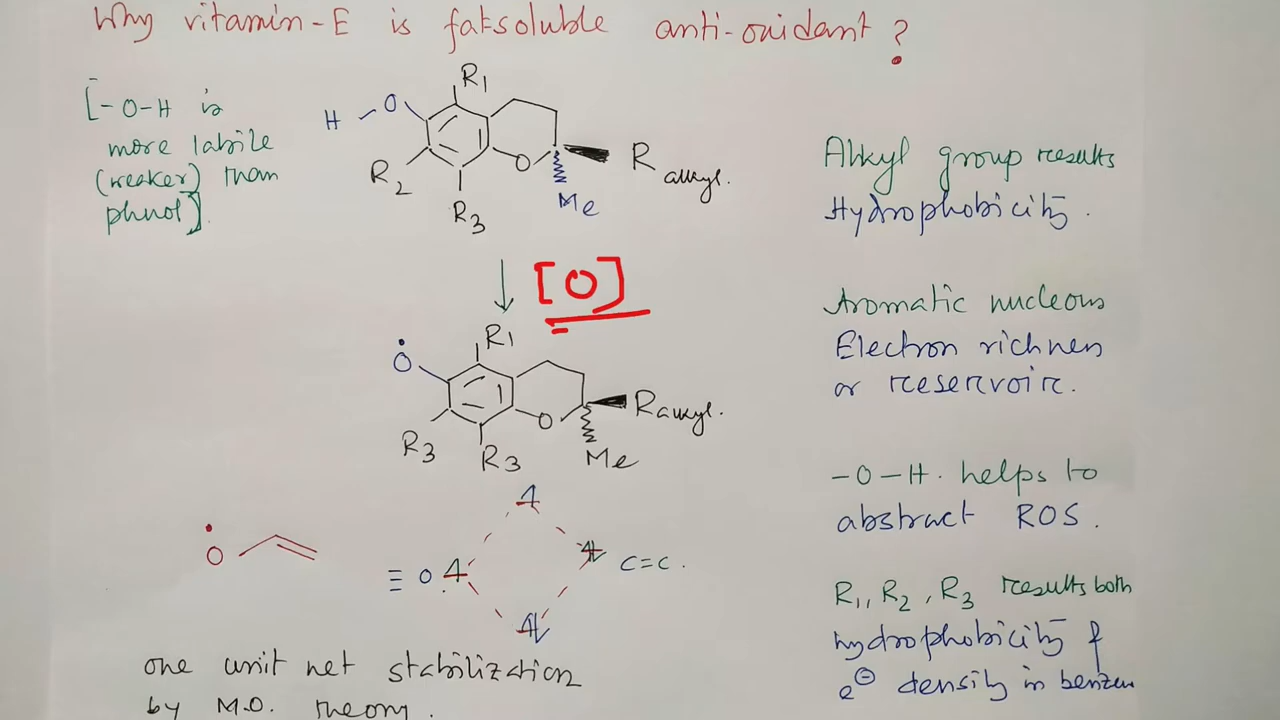 Why vitamin-E is fatsoluble anti-oxidant ?
[-O-H is
more labile
(weaker) than
phenol].
H - O
R1
R2
R3
O
R alkyl.
Me
[O]
Ȯ
R1
R3
R3
O
R alkyl.
Me
Ȯ
≡ O
C=C.
one unit net stabilization
by M.O. theory.
Alkyl group results
Hydrophobicity.
Aromatic nucleous
Electron richness
or reservoir.
-O-H. helps to
abstract ROS.
R1, R2, R3 results both
hydrophobicity &
e⊖ density in benzen